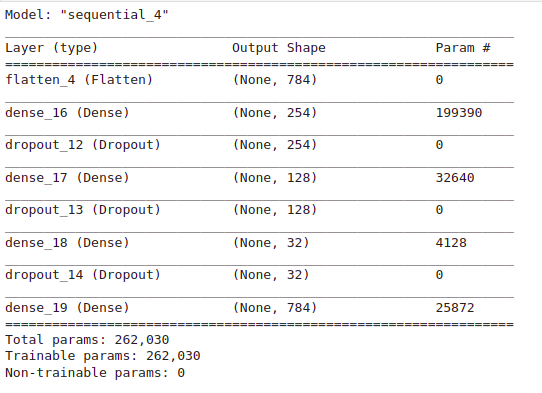 Model: "sequential_4"
Layer (type) Output Shape Param #
flatten_4 (Flatten) (None, 784) 0
dense_16 (Dense) (None, 254) 199390
dropout_12 (Dropout) (None, 254) 0
dense_17 (Dense) (None, 128) 32640
dropout_13 (Dropout) (None, 128) 0
dense_18 (Dense) (None, 32) 4128
dropout_14 (Dropout) (None, 32) 0
dense_19 (Dense) (None, 784) 25872
Total params: 262,030
Trainable params: 262,030
Non-trainable params: 0